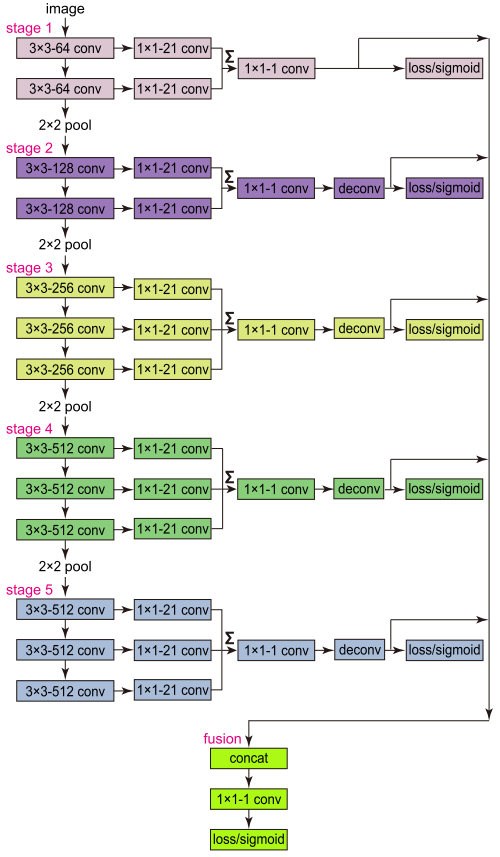 image
stage 1
3×3-64 conv 1×1-21 conv Σ 1×1-1 conv loss/sigmoid
3×3-64 conv 1×1-21 conv
2×2 pool
stage 2
3×3-128 conv 1×1-21 conv Σ 1×1-1 conv deconv loss/sigmoid
3×3-128 conv 1×1-21 conv
2×2 pool
stage 3
3×3-256 conv 1×1-21 conv
3×3-256 conv 1×1-21 conv Σ 1×1-1 conv deconv loss/sigmoid
3×3-256 conv 1×1-21 conv
2×2 pool
stage 4
3×3-512 conv 1×1-21 conv
3×3-512 conv 1×1-21 conv Σ 1×1-1 conv deconv loss/sigmoid
3×3-512 conv 1×1-21 conv
2×2 pool
stage 5
3×3-512 conv 1×1-21 conv
3×3-512 conv 1×1-21 conv Σ 1×1-1 conv deconv loss/sigmoid
3×3-512 conv 1×1-21 conv
fusion
concat
1×1-1 conv
loss/sigmoid